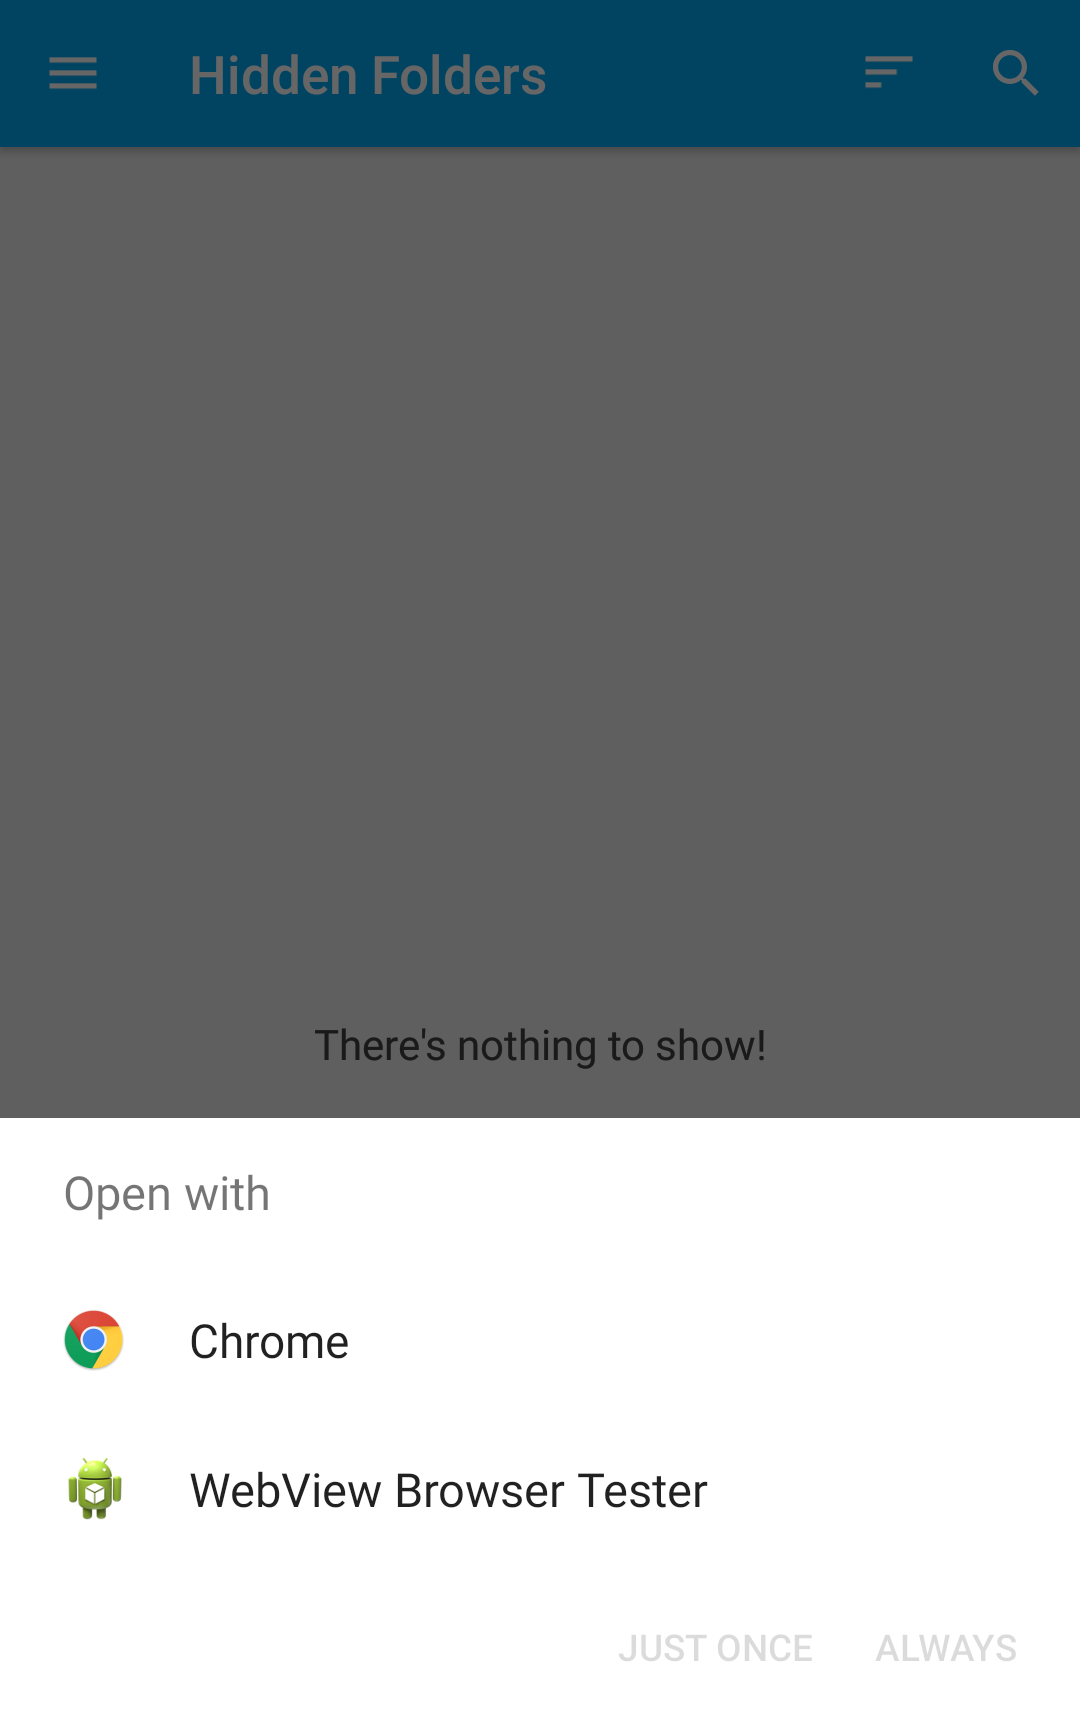 Hidden Folders
There's nothing to show!
Open with
Chrome
WebView Browser Tester
JUST ONCE ALWAYS